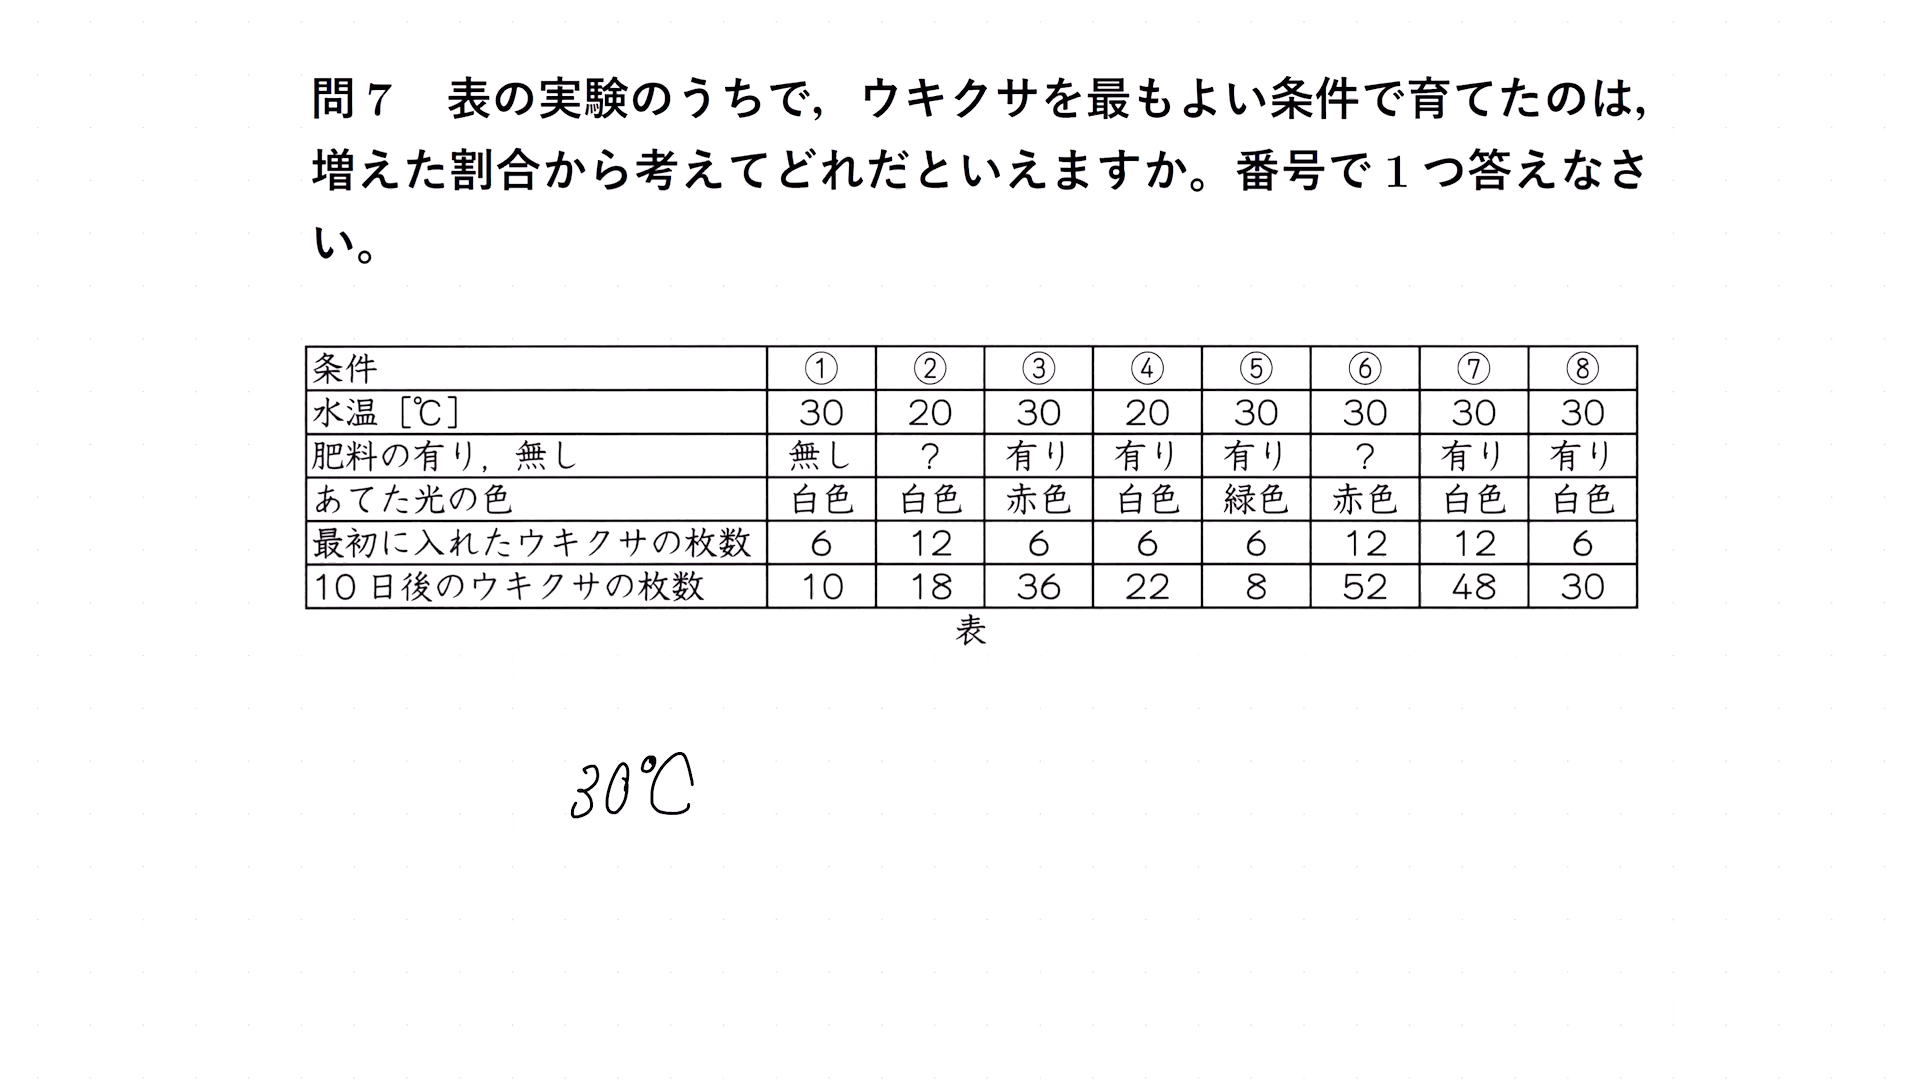 問7　表の実験のうちで，ウキクサを最もよい条件で育てたのは，
増えた割合から考えてどれだといえますか。番号で1つ答えなさ
い。
条件 ① ② ③ ④ ⑤ ⑥ ⑦ ⑧
水温［℃］ 30 20 30 20 30 30 30 30
肥料の有り，無し 無し ? 有り 有り 有り ? 有り 有り
あてた光の色 白色 白色 赤色 白色 緑色 赤色 白色 白色
最初に入れたウキクサの枚数 6 12 6 6 6 12 12 6
10日後のウキクサの枚数 10 18 36 22 8 52 48 30
表
30℃